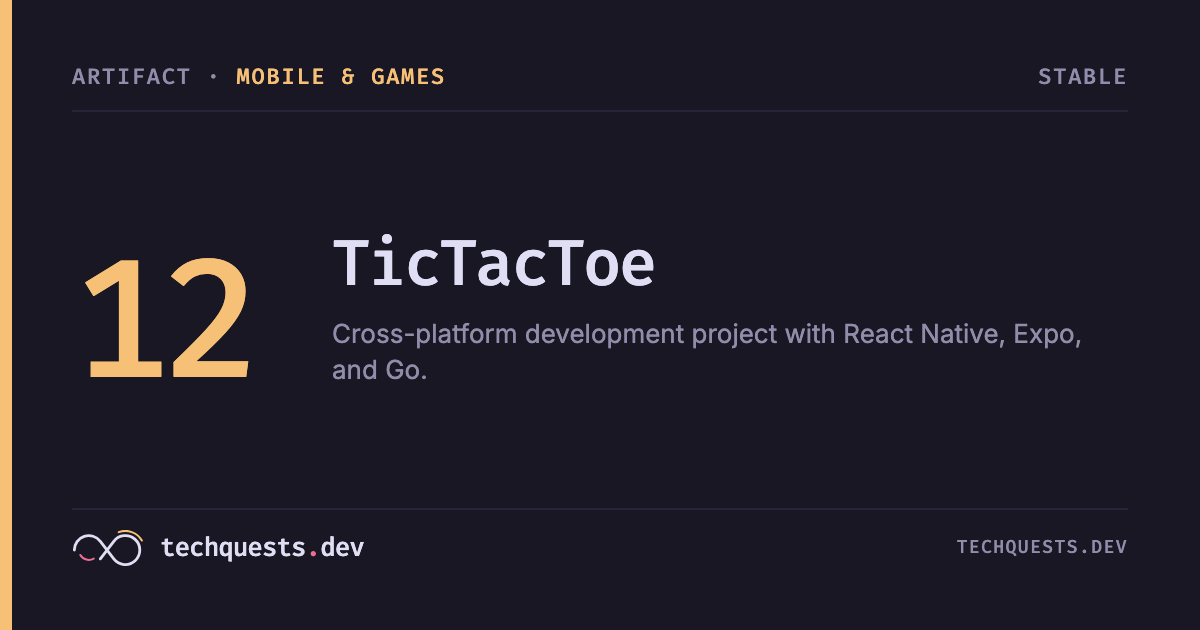 ARTIFACT · MOBILE & GAMES
STABLE
12
TicTacToe
Cross-platform development project with React Native, Expo,
and Go.
techquests.dev
TECHQUESTS.DEV